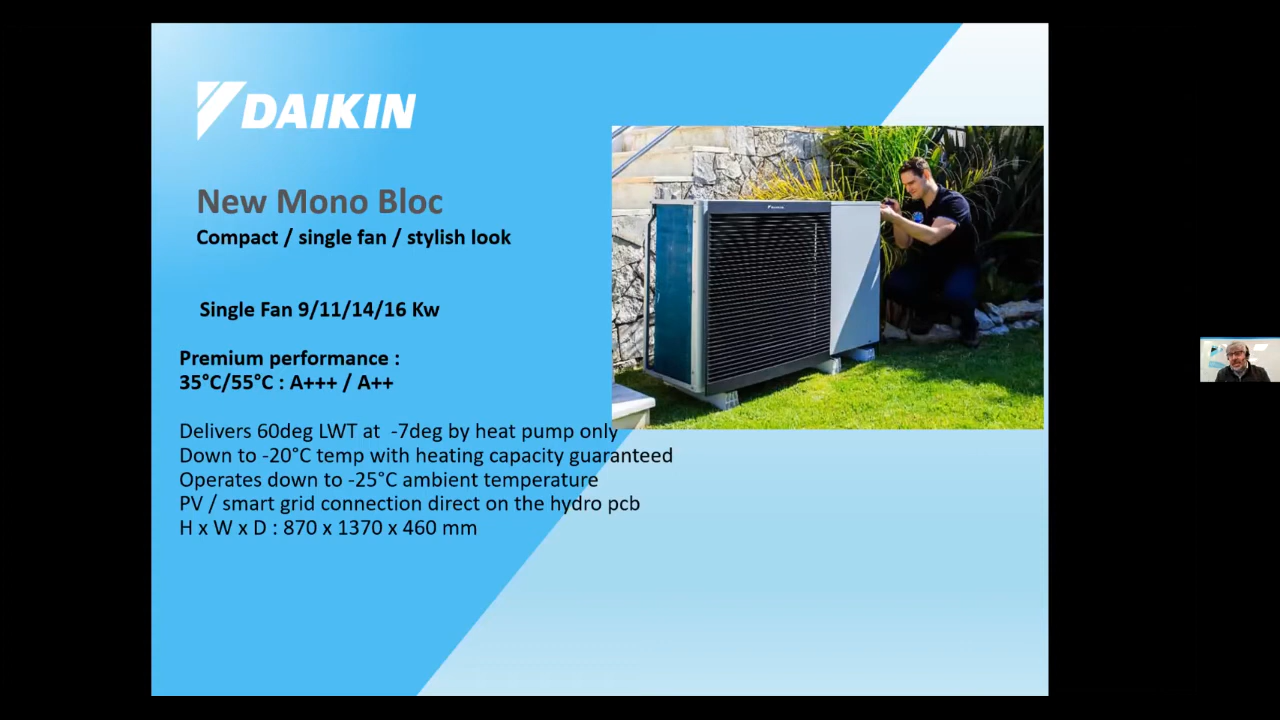 DAIKIN
New Mono Bloc
Compact / single fan / stylish look
Single Fan 9/11/14/16 Kw
Premium performance :
35°C/55°C : A+++ / A++
Delivers 60deg LWT at  -7deg by heat pump only
Down to -20°C temp with heating capacity guaranteed
Operates down to -25°C ambient temperature
PV / smart grid connection direct on the hydro pcb
H x W x D : 870 x 1370 x 460 mm
DAIKIN